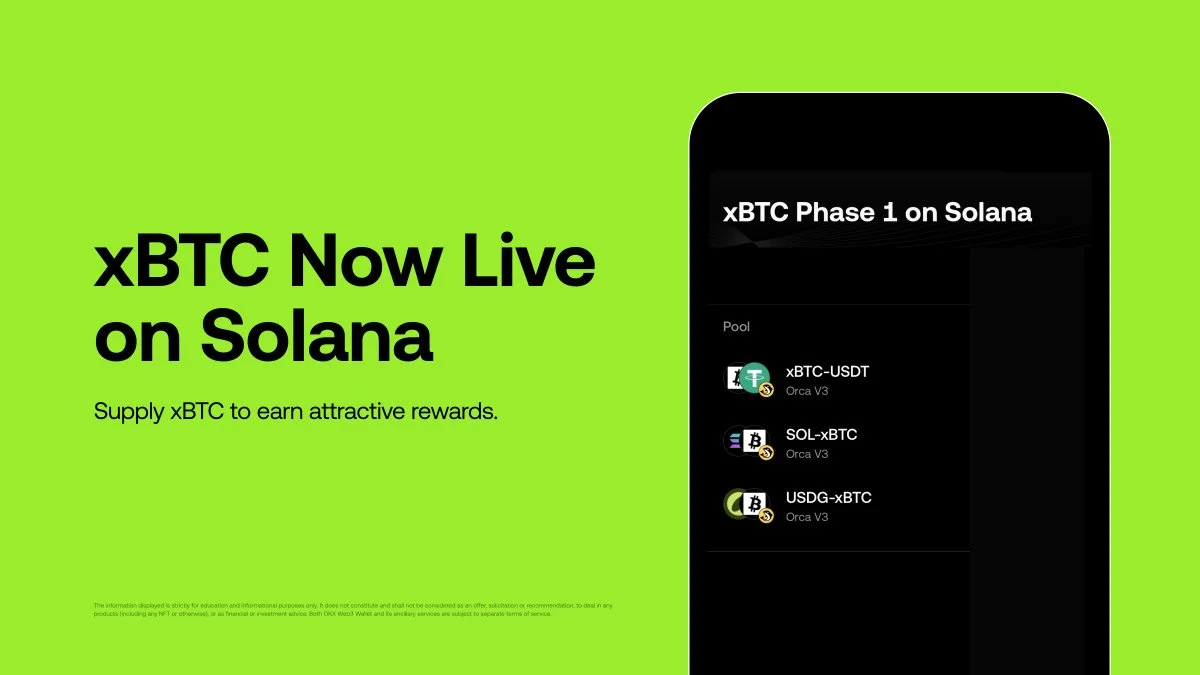 xBTC Now Live
on Solana
Supply xBTC to earn attractive rewards.
The information displayed is strictly for education and informational purposes only. It does not constitute and shall not be considered as an offer, solicitation or recommendation, to deal in any
products (including any NFT or otherwise), or as financial or investment advice. Both OKX Web3 Wallet and its ancillary services are subject to separate terms of service.
xBTC Phase 1 on Solana
Pool
xBTC-USDT
Orca V3
SOL-xBTC
Orca V3
USDG-xBTC
Orca V3